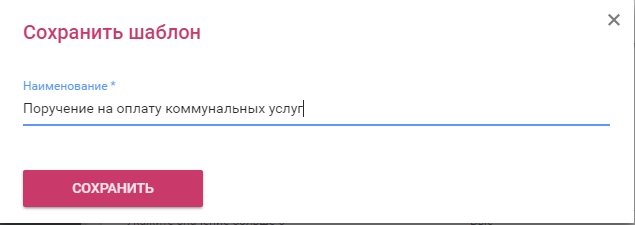 Сохранить шаблон
Наименование *
Поручение на оплату коммунальных услуг
СОХРАНИТЬ